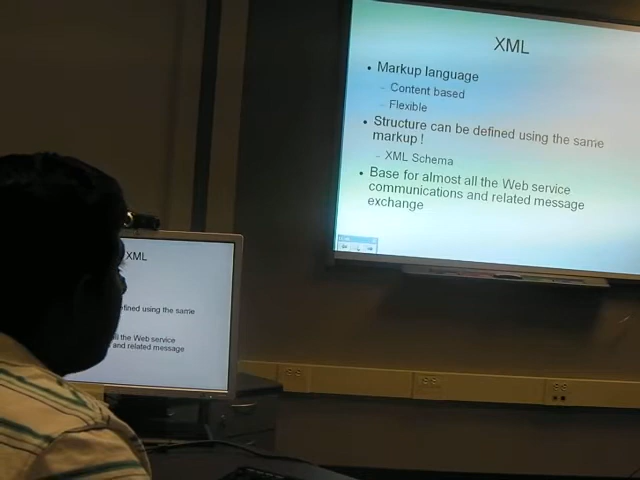 XML
• Markup language
– Content based
– Flexible
• Structure can be defined using the same
markup !
– XML Schema
• Base for almost all the Web service
communications and related message
exchange
XML
fined using the same
all the Web service
and related message